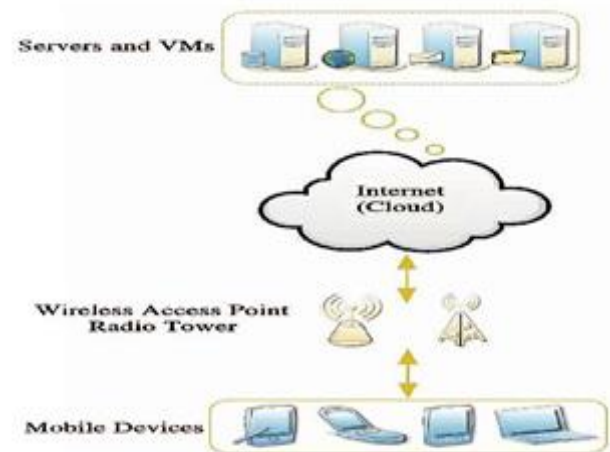 Servers and VMs
Internet
(Cloud)
Wireless Access Point
Radio Tower
Mobile Devices